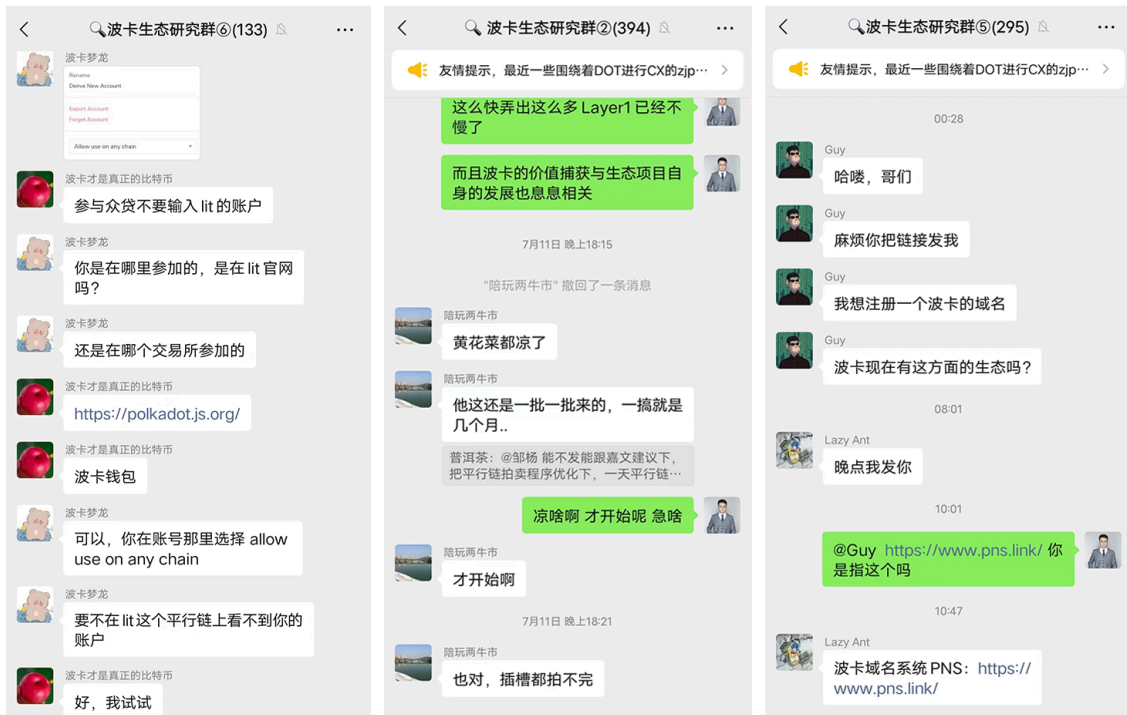 波卡生态研究群⑥(133)
波卡梦龙
Rename
Derive New Account
Export Account
Forget Account
Allow use on any chain
波卡才是真正的比特币
参与众贷不要输入lit的账户
波卡梦龙
你是在哪里参加的，是在lit官网
吗?
波卡梦龙
还是在哪个交易所参加的
波卡才是真正的比特币
https://polkadot.js.org/
波卡才是真正的比特币
波卡钱包
波卡梦龙
可以，你在账号那里选择 allow
use on any chain
波卡梦龙
要不在lit这个平行链上看不到你的
账户
波卡才是真正的比特币
好，我试试
波卡生态研究群②(394)
友情提示，最近一些围绕着DOT进行CX的zjp…
这么快弄出这么多 Layer1 已经不
慢了
而且波卡的价值捕获与生态项目自
身的发展也息息相关
7月11日 晚上18:15
"陪玩两牛市" 撤回了一条消息
陪玩两牛市
黄花菜都凉了
陪玩两牛市
他这还是一批一批来的，一搞就是
几个月..
普洱茶：@邹杨 能不发能跟嘉文建议下，
把平行链拍卖程序优化下，一天平行链…
凉啥啊 才开始呢 急啥
陪玩两牛市
才开始啊
7月11日 晚上18:21
陪玩两牛市
也对，插槽都拍不完
波卡生态研究群⑤(295)
友情提示，最近一些围绕着DOT进行CX的zjp…
00:28
Guy
哈喽，哥们
Guy
麻烦你把链接发我
Guy
我想注册一个波卡的域名
Guy
波卡现在有这方面的生态吗?
08:01
Lazy Ant
晚点我发你
10:01
@Guy https://www.pns.link/ 你
是指这个吗
10:47
Lazy Ant
波卡域名系统 PNS：https://
www.pns.link/